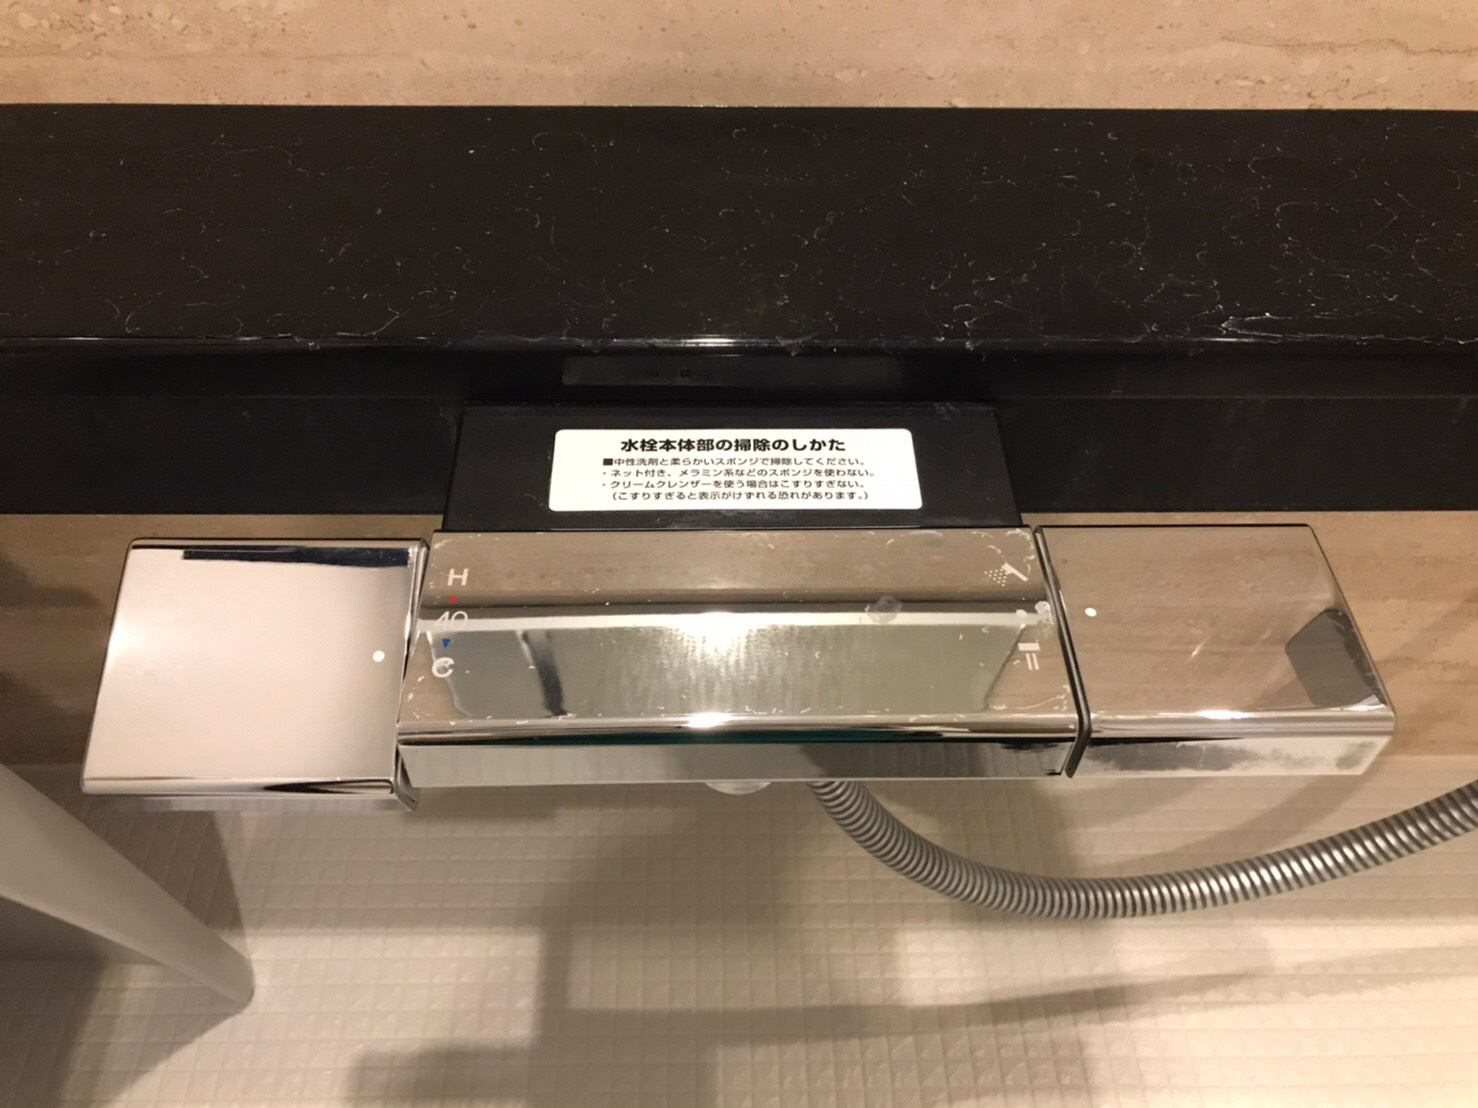 水栓本体部の掃除のしかた
■中性洗剤と柔らかいスポンジで掃除してください。
・ネット付き、メラミン系などのスポンジを使わない。
・クリームクレンザーを使う場合はこすりすぎない。
(こすりすぎると表示がけずれる恐れがあります。)
H
40
C